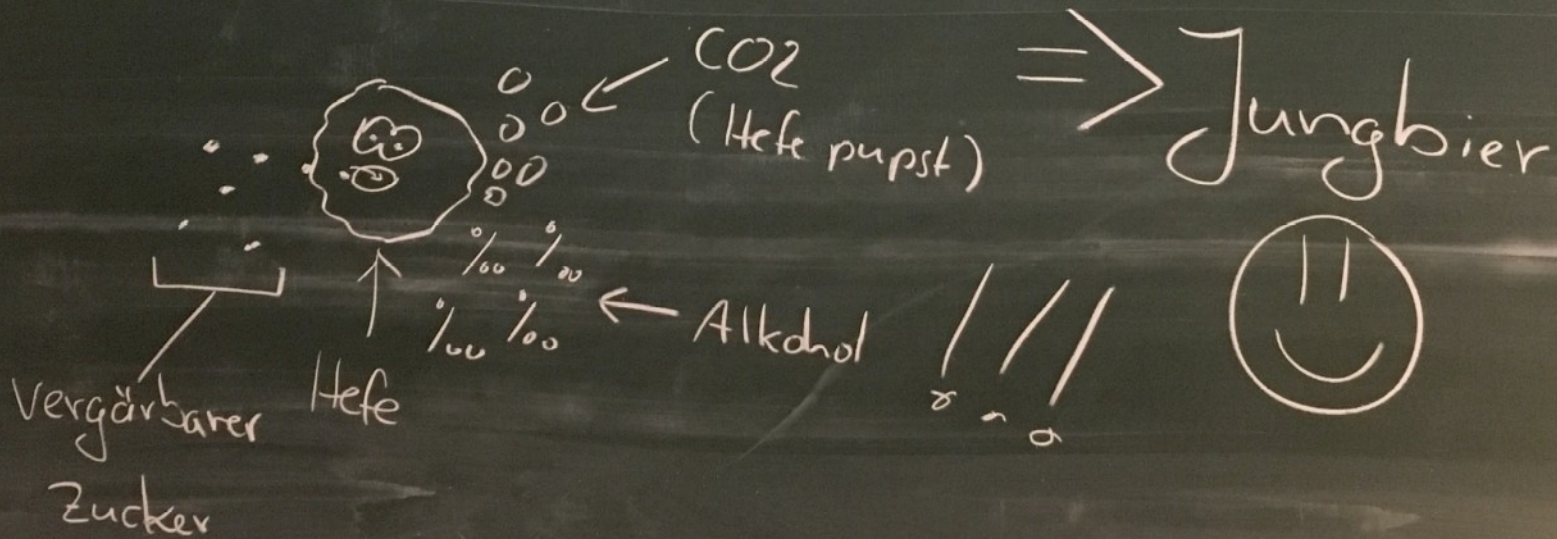 CO2
(Hefe pupst)
=> Jungbier
‰ ‰
‰ ‰
Alkohol !!!
Hefe
Vergärbarer
Zucker